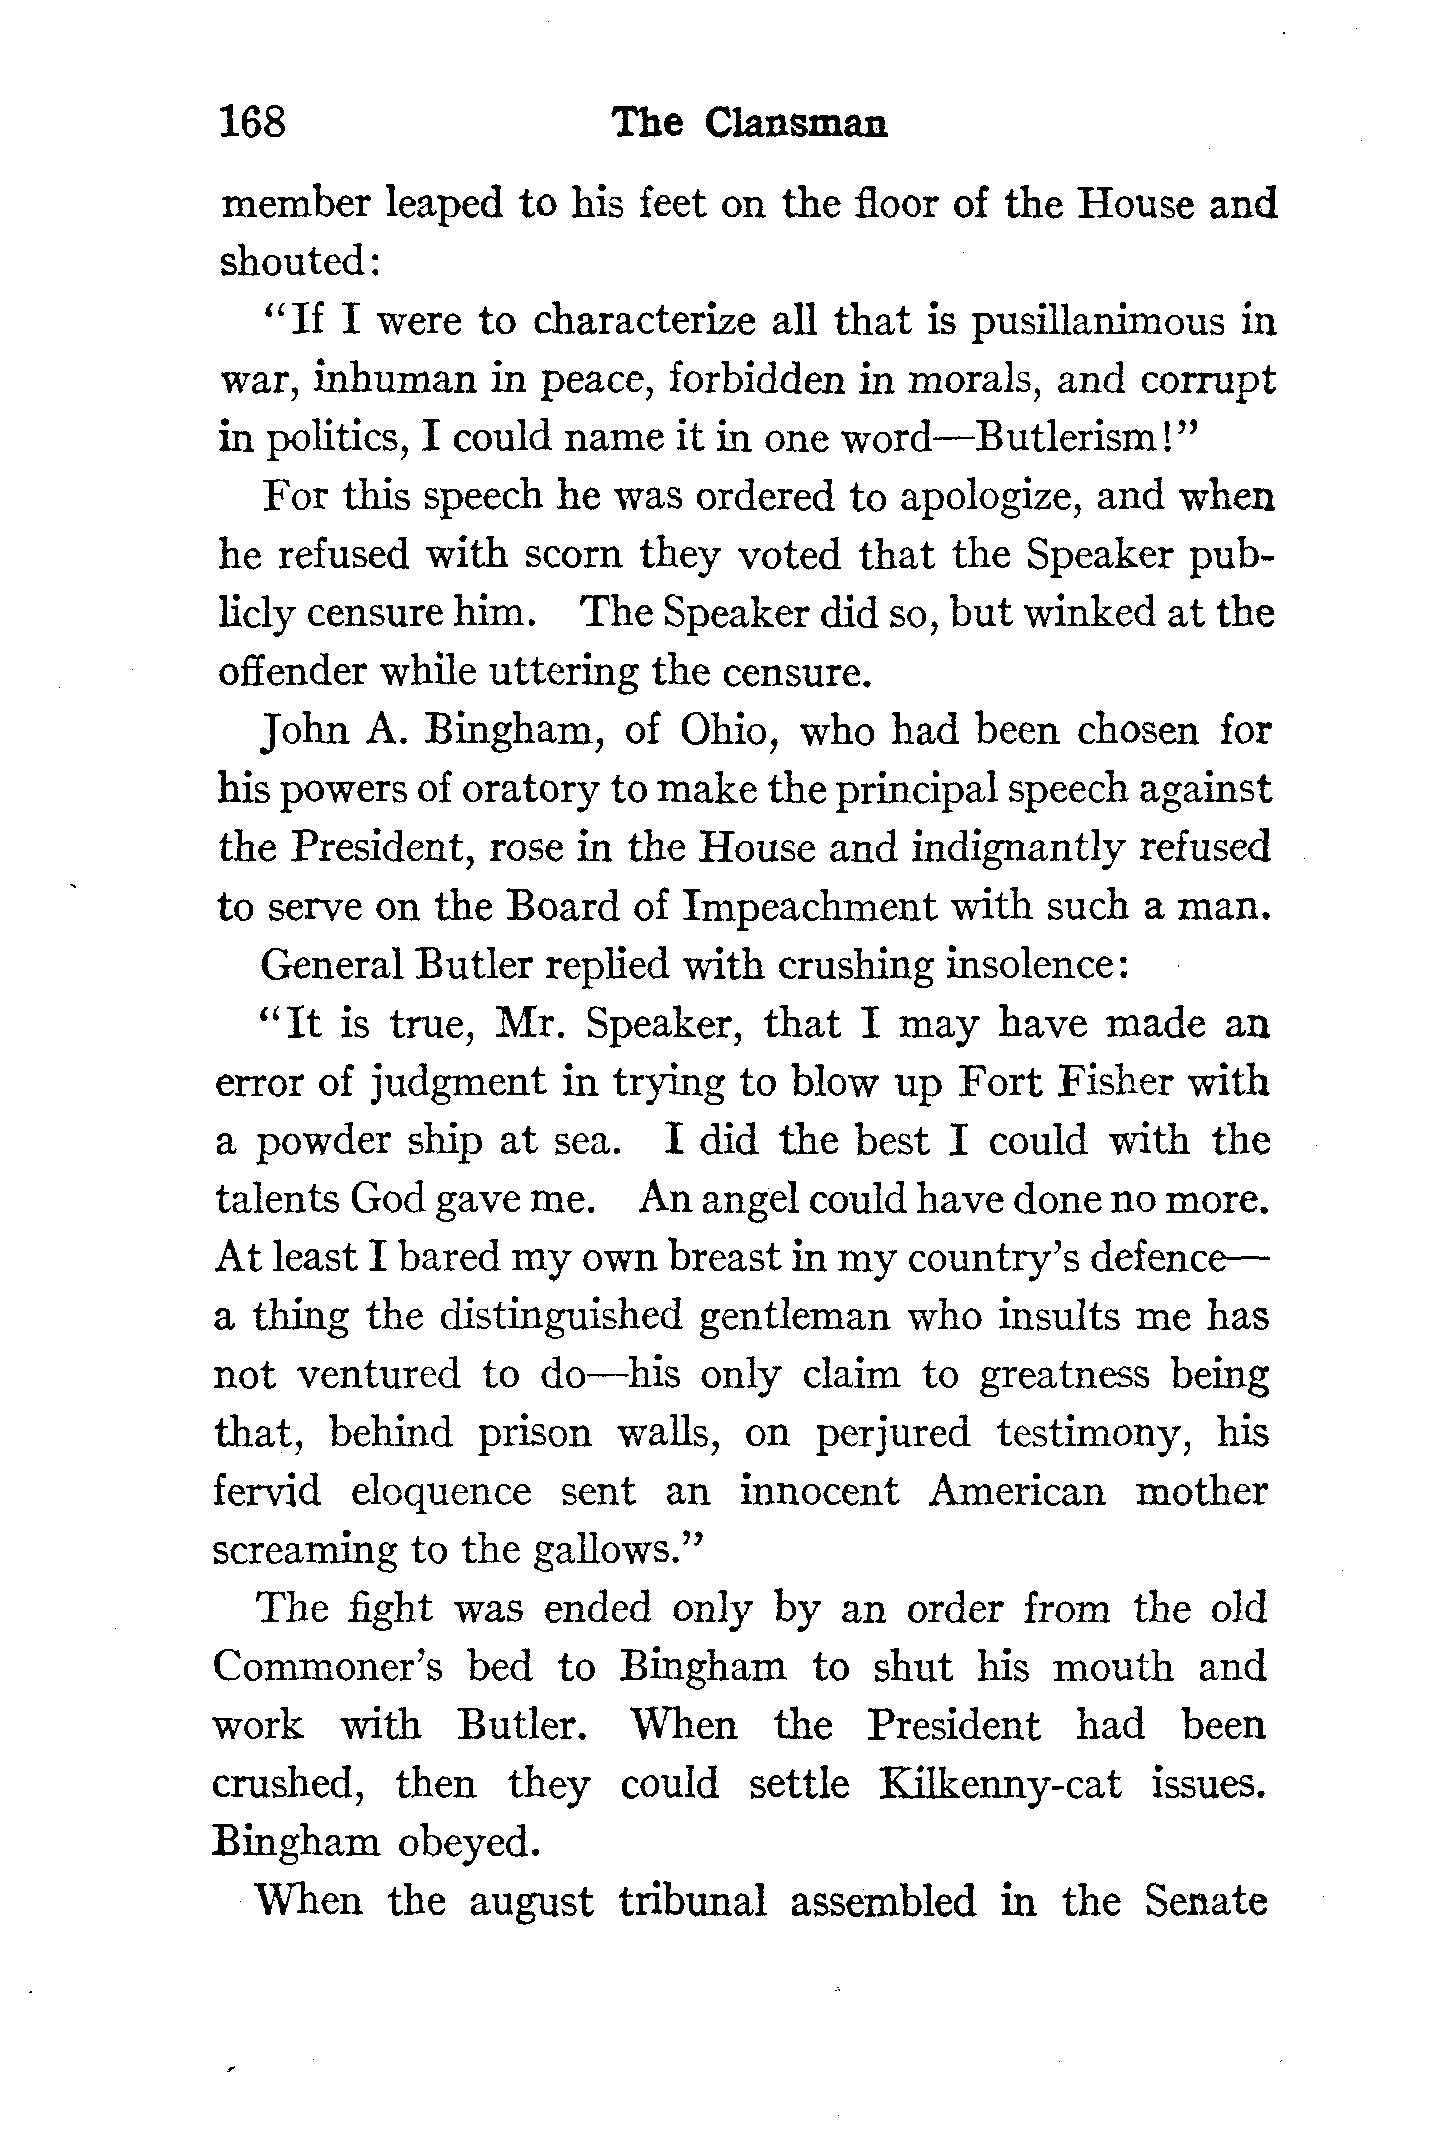 168 The Clansman
member leaped to his feet on the floor of the House and
shouted:
"If I were to characterize all that is pusillanimous in
war, inhuman in peace, forbidden in morals, and corrupt
in politics, I could name it in one word—Butlerism!"
For this speech he was ordered to apologize, and when
he refused with scorn they voted that the Speaker pub-
licly censure him. The Speaker did so, but winked at the
offender while uttering the censure.
John A. Bingham, of Ohio, who had been chosen for
his powers of oratory to make the principal speech against
the President, rose in the House and indignantly refused
to serve on the Board of Impeachment with such a man.
General Butler replied with crushing insolence:
"It is true, Mr. Speaker, that I may have made an
error of judgment in trying to blow up Fort Fisher with
a powder ship at sea. I did the best I could with the
talents God gave me. An angel could have done no more.
At least I bared my own breast in my country's defence—
a thing the distinguished gentleman who insults me has
not ventured to do—his only claim to greatness being
that, behind prison walls, on perjured testimony, his
fervid eloquence sent an innocent American mother
screaming to the gallows."
The fight was ended only by an order from the old
Commoner's bed to Bingham to shut his mouth and
work with Butler. When the President had been
crushed, then they could settle Kilkenny-cat issues.
Bingham obeyed.
When the august tribunal assembled in the Senate